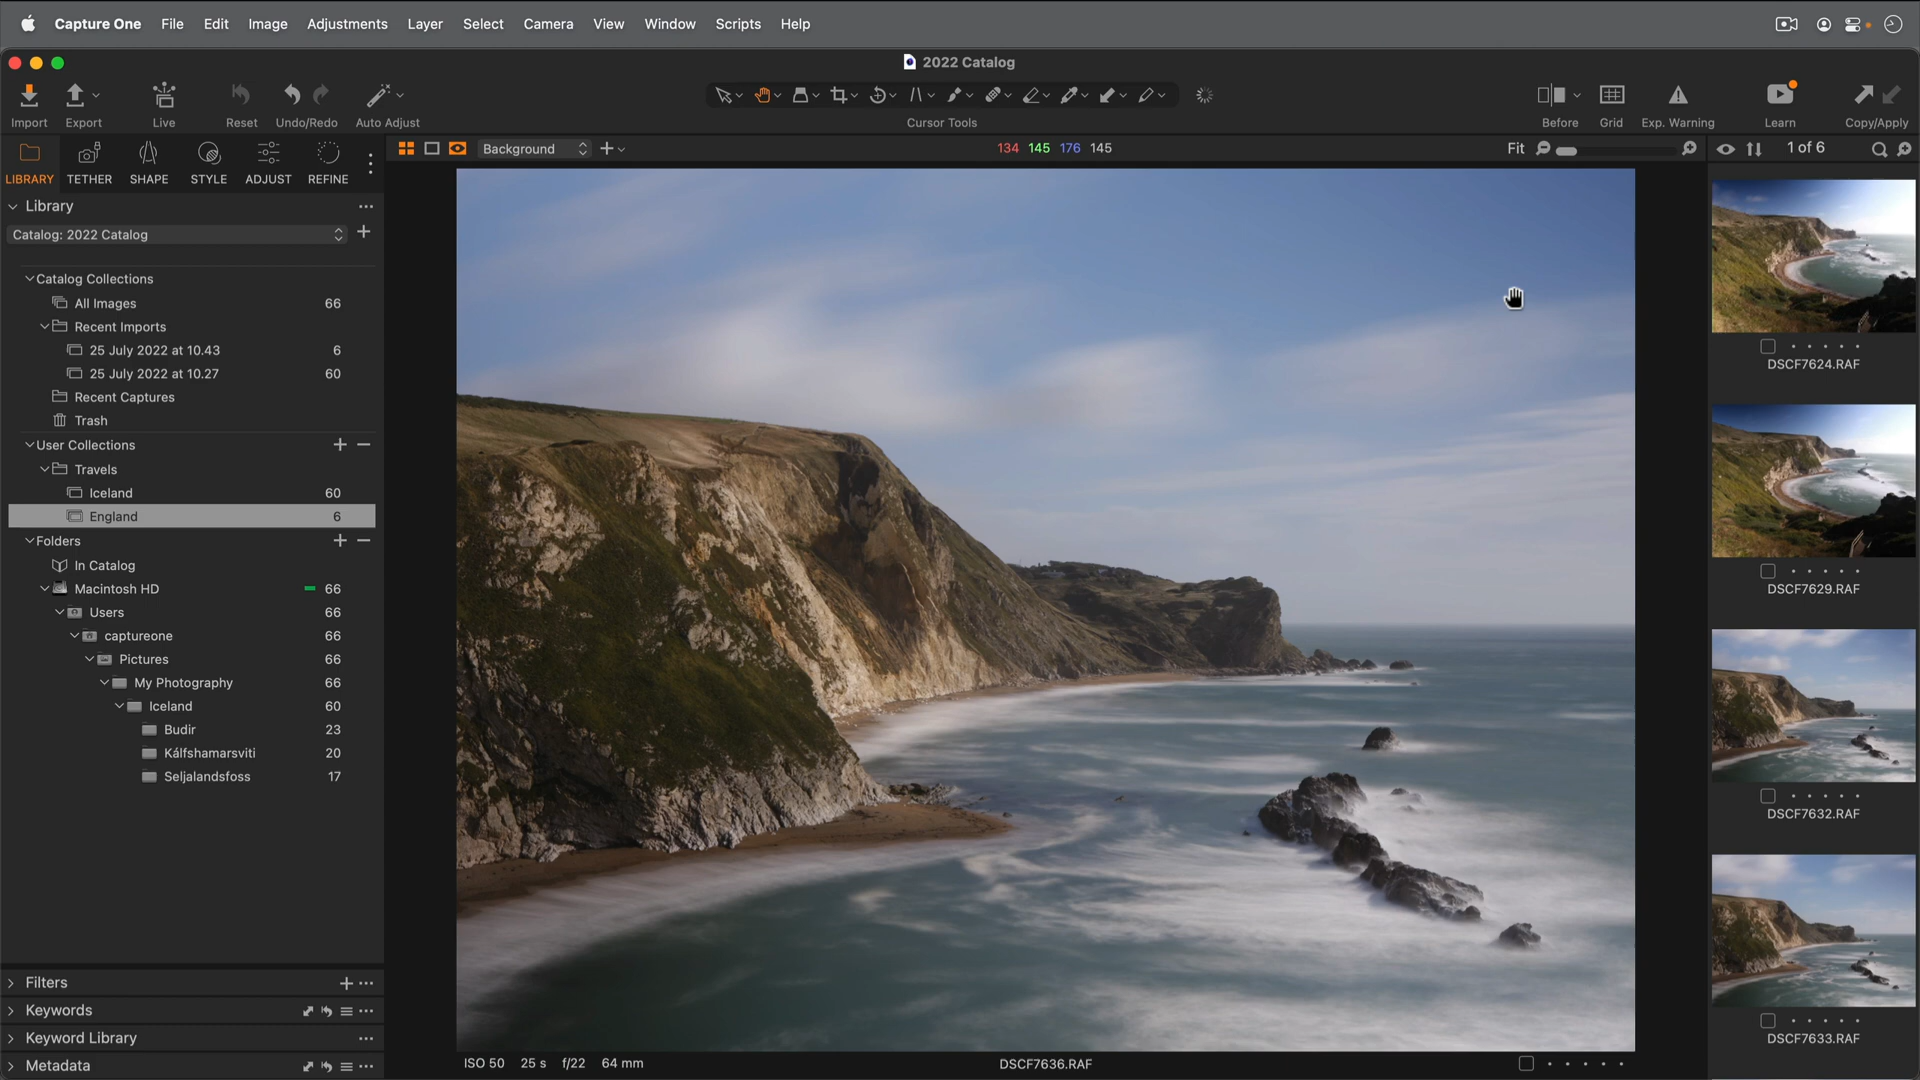 Capture One File Edit Image Adjustments Layer Select Camera View Window Scripts Help
2022 Catalog
Import Export Live Reset Undo/Redo Auto Adjust Cursor Tools Before Grid Exp. Warning Learn Copy/Apply
LIBRARY TETHER SHAPE STYLE ADJUST REFINE
Background
134 145 176 145
Fit
1 of 6
Library
Catalog: 2022 Catalog
Catalog Collections
All Images 66
Recent Imports
25 July 2022 at 10.43 6
25 July 2022 at 10.27 60
Recent Captures
Trash
User Collections
Travels
Iceland 60
England 6
Folders
In Catalog
Macintosh HD 66
Users 66
captureone 66
Pictures 66
My Photography 66
Iceland 60
Budir 23
Kálfshamarsviti 20
Seljalandsfoss 17
Filters
Keywords
Keyword Library
Metadata
ISO 50 25 s f/22 64 mm
DSCF7636.RAF
DSCF7624.RAF
DSCF7629.RAF
DSCF7632.RAF
DSCF7633.RAF